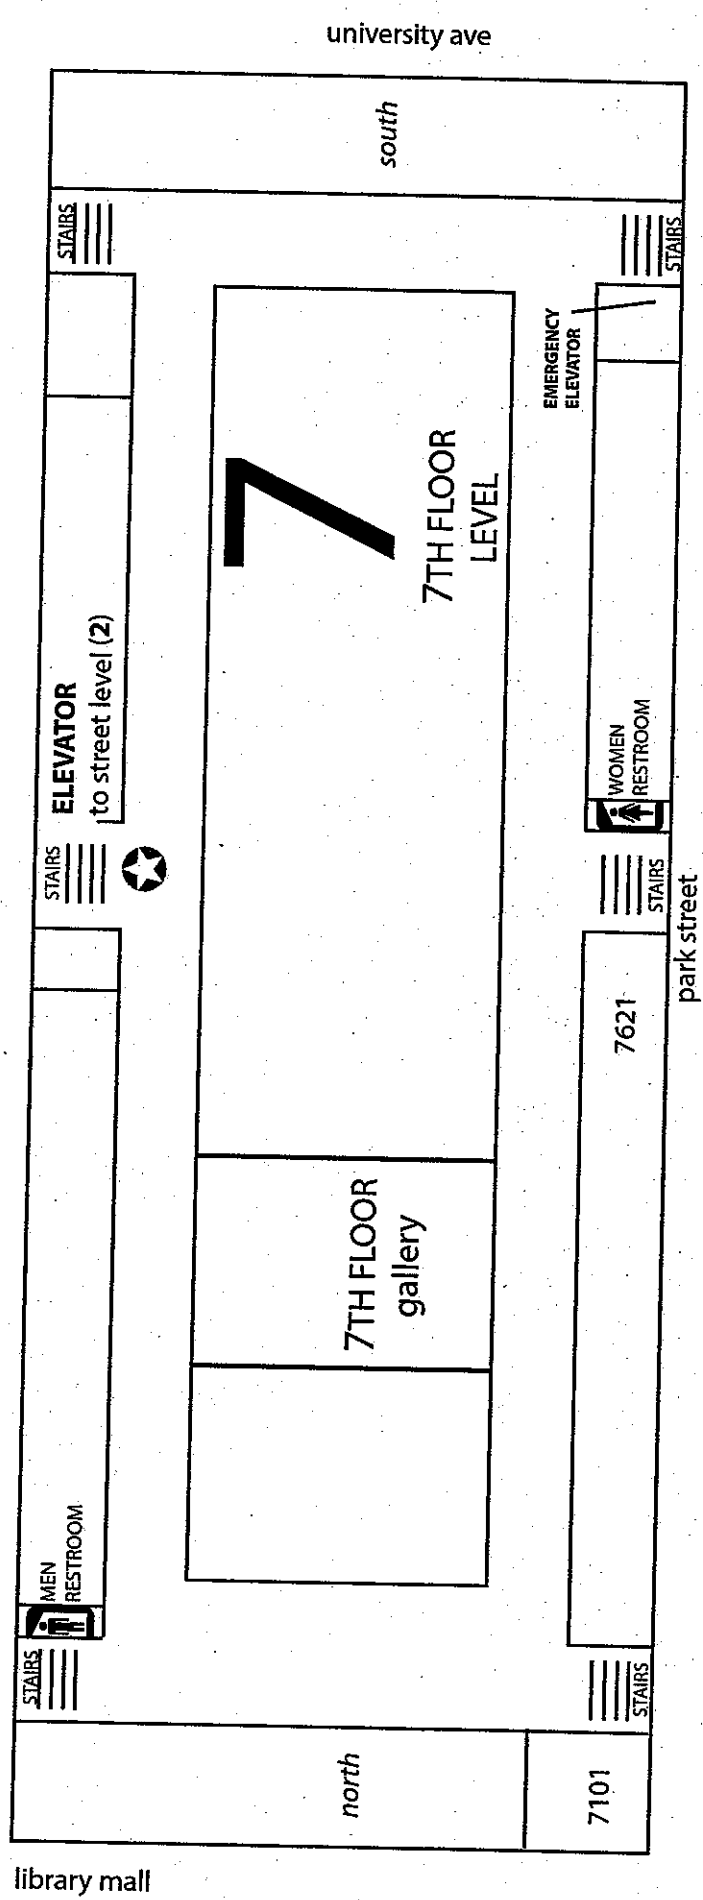 university ave
south
STAIRS
STAIRS
EMERGENCY
ELEVATOR
7
7TH FLOOR
LEVEL
ELEVATOR
to street level (2)
WOMEN
RESTROOM
STAIRS
STAIRS
park street
7621
7TH FLOOR
gallery
MEN
RESTROOM
STAIRS
STAIRS
north
7101
library mall